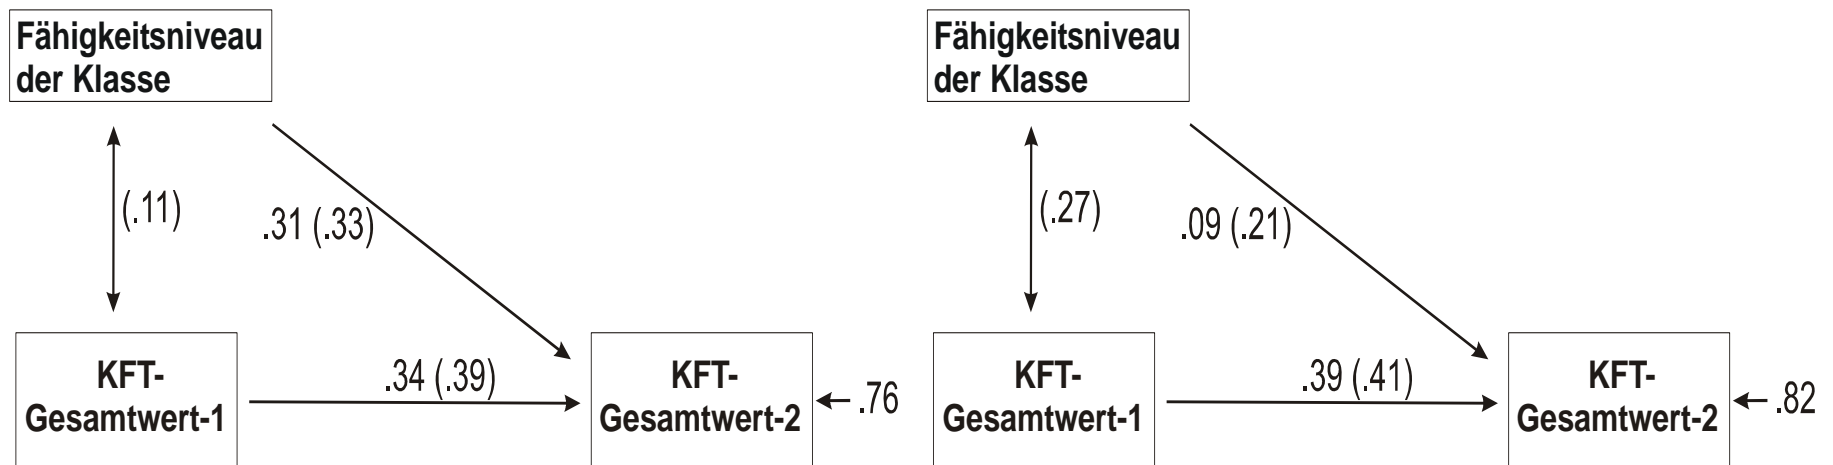 Fähigkeitsniveau
der Klasse
(.11)
.31 (.33)
KFT-
Gesamtwert-1
.34 (.39)
KFT-
Gesamtwert-2
.76
Fähigkeitsniveau
der Klasse
(.27)
.09 (.21)
KFT-
Gesamtwert-1
.39 (.41)
KFT-
Gesamtwert-2
.82